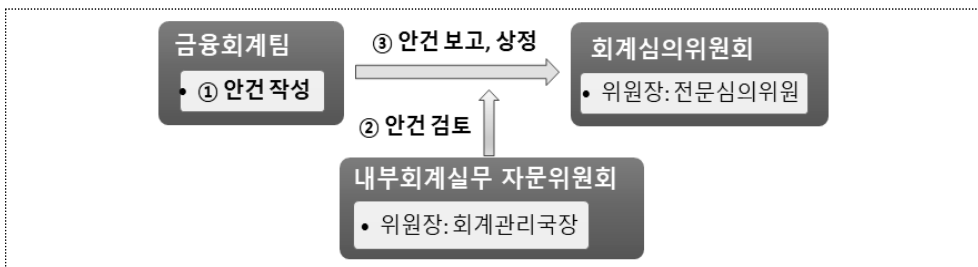 금융회계팀
• ① 안건 작성
③ 안건 보고, 상정
회계심의위원회
• 위원장: 전문심의위원
② 안건 검토
내부회계실무 자문위원회
• 위원장: 회계관리국장